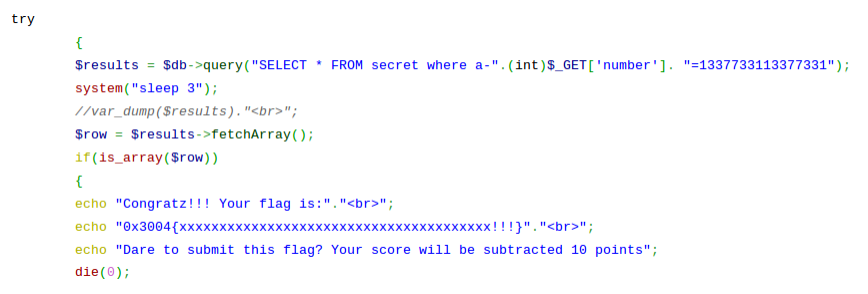 try
{
$results = $db->query("SELECT * FROM secret where a-".(int)$_GET['number']. "=1337733113377331");
system("sleep 3");
//var_dump($results)."<br>";
$row = $results->fetchArray();
if(is_array($row))
{
echo "Congratz!!! Your flag is:"."<br>";
echo "0x3004{xxxxxxxxxxxxxxxxxxxxxxxxxxxxxxxxxxxxxxx!!!}"."<br>";
echo "Dare to submit this flag? Your score will be subtracted 10 points";
die(0);